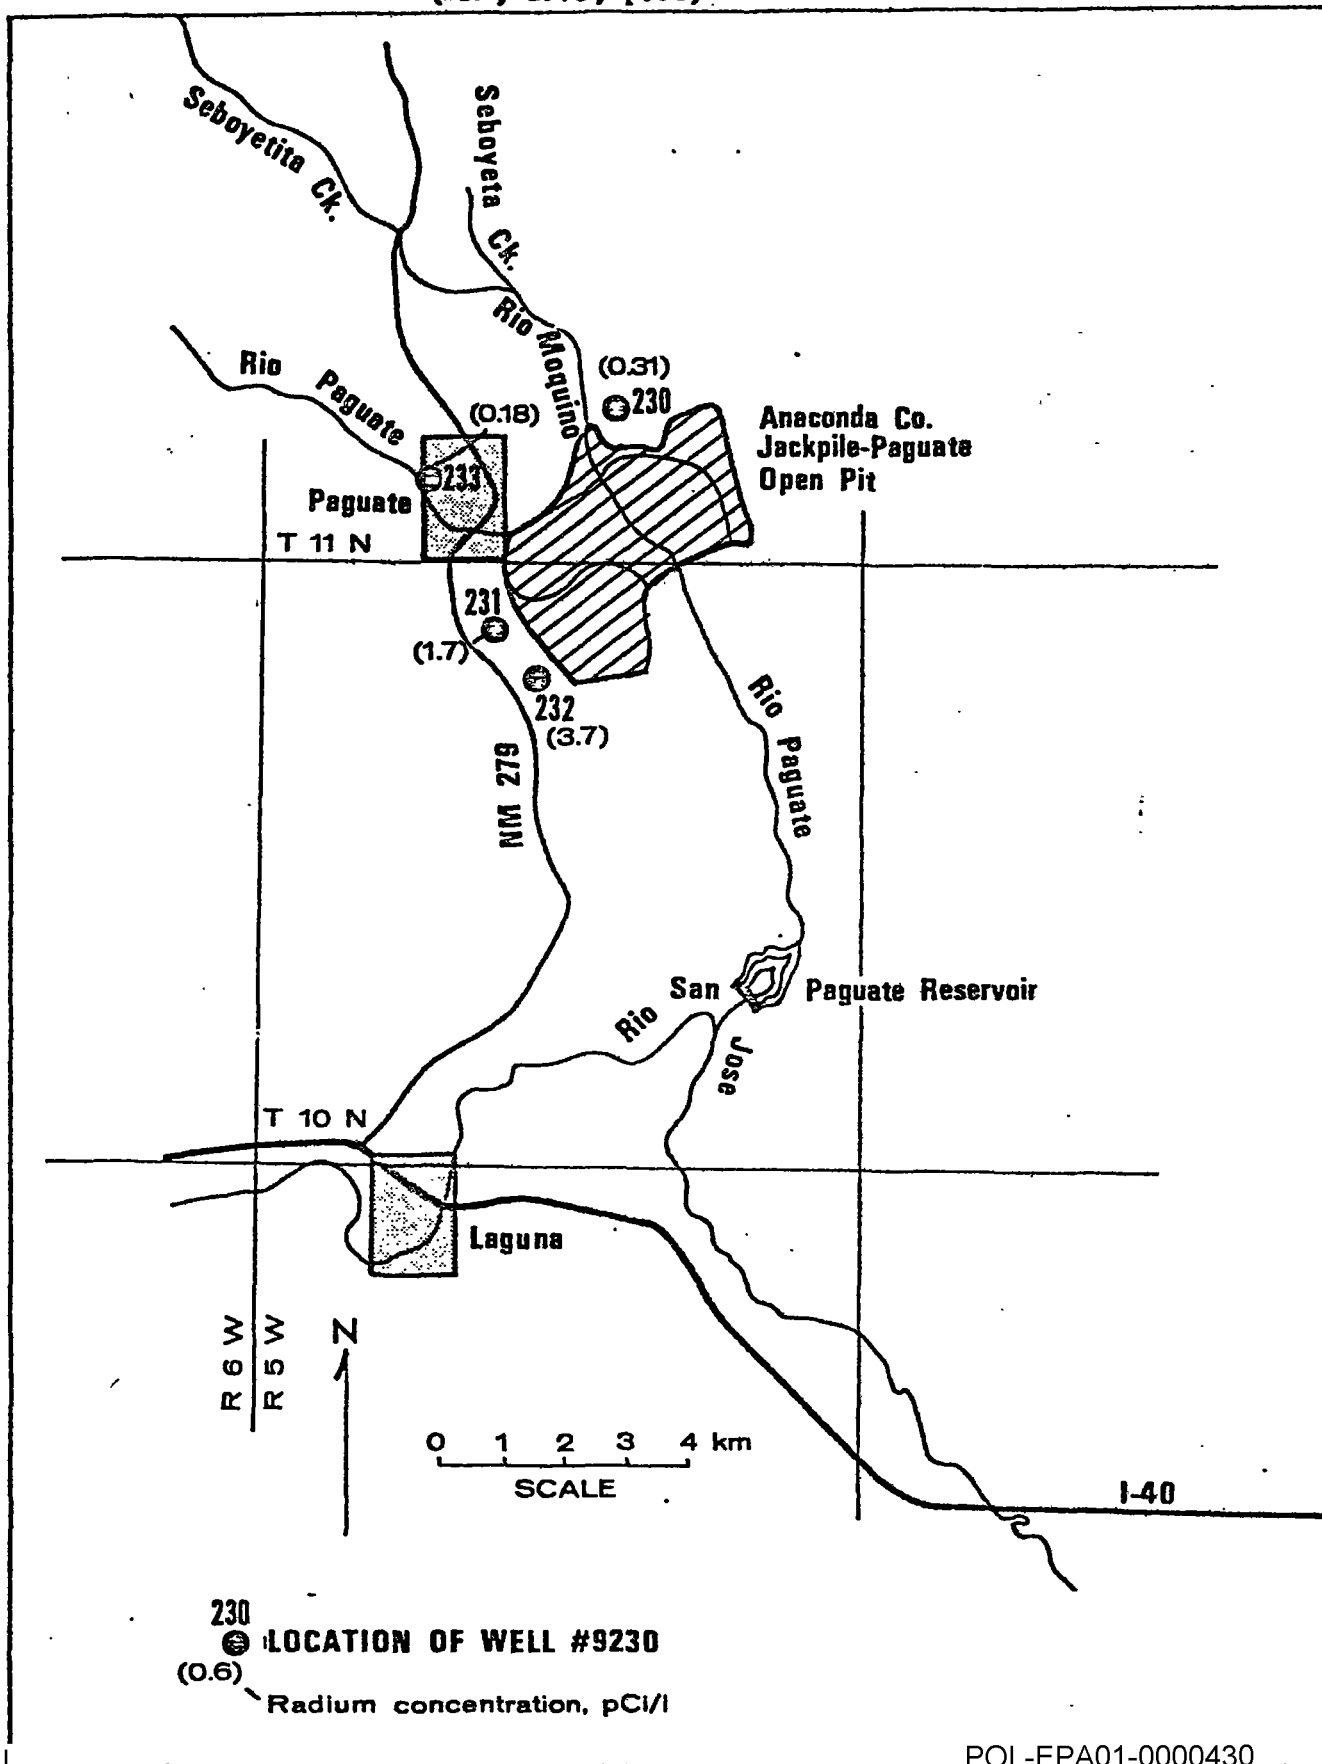 Seboyetita Ck.
Seboyeta Ck.
Rio Moquino
(0.31)
230
Rio Paguate
(0.18)
233
Paguate
Anaconda Co.
Jackpile-Paguate
Open Pit
T 11 N
231
(1.7)
232
(3.7)
NM 279
Rio Paguate
San
Paguate Reservoir
Rio
Jose
T 10 N
Laguna
R 6 W
R 5 W
N
0 1 2 3 4 km
SCALE
I-40
230
LOCATION OF WELL #9230
(0.6)
Radium concentration, pCi/l
POL-EPA01-0000430